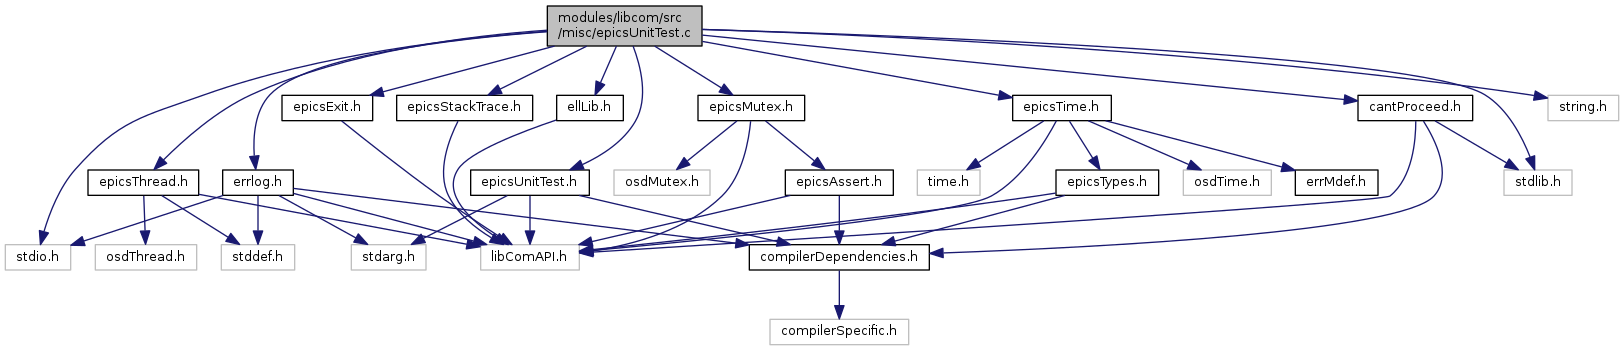 modules/libcom/src
/misc/epicsUnitTest.c
epicsExit.h
epicsStackTrace.h
ellLib.h
epicsMutex.h
epicsTime.h
cantProceed.h
string.h
epicsThread.h
errlog.h
epicsUnitTest.h
osdMutex.h
epicsAssert.h
time.h
epicsTypes.h
osdTime.h
errMdef.h
stdlib.h
stdio.h
osdThread.h
stddef.h
stdarg.h
libComAPI.h
compilerDependencies.h
compilerSpecific.h